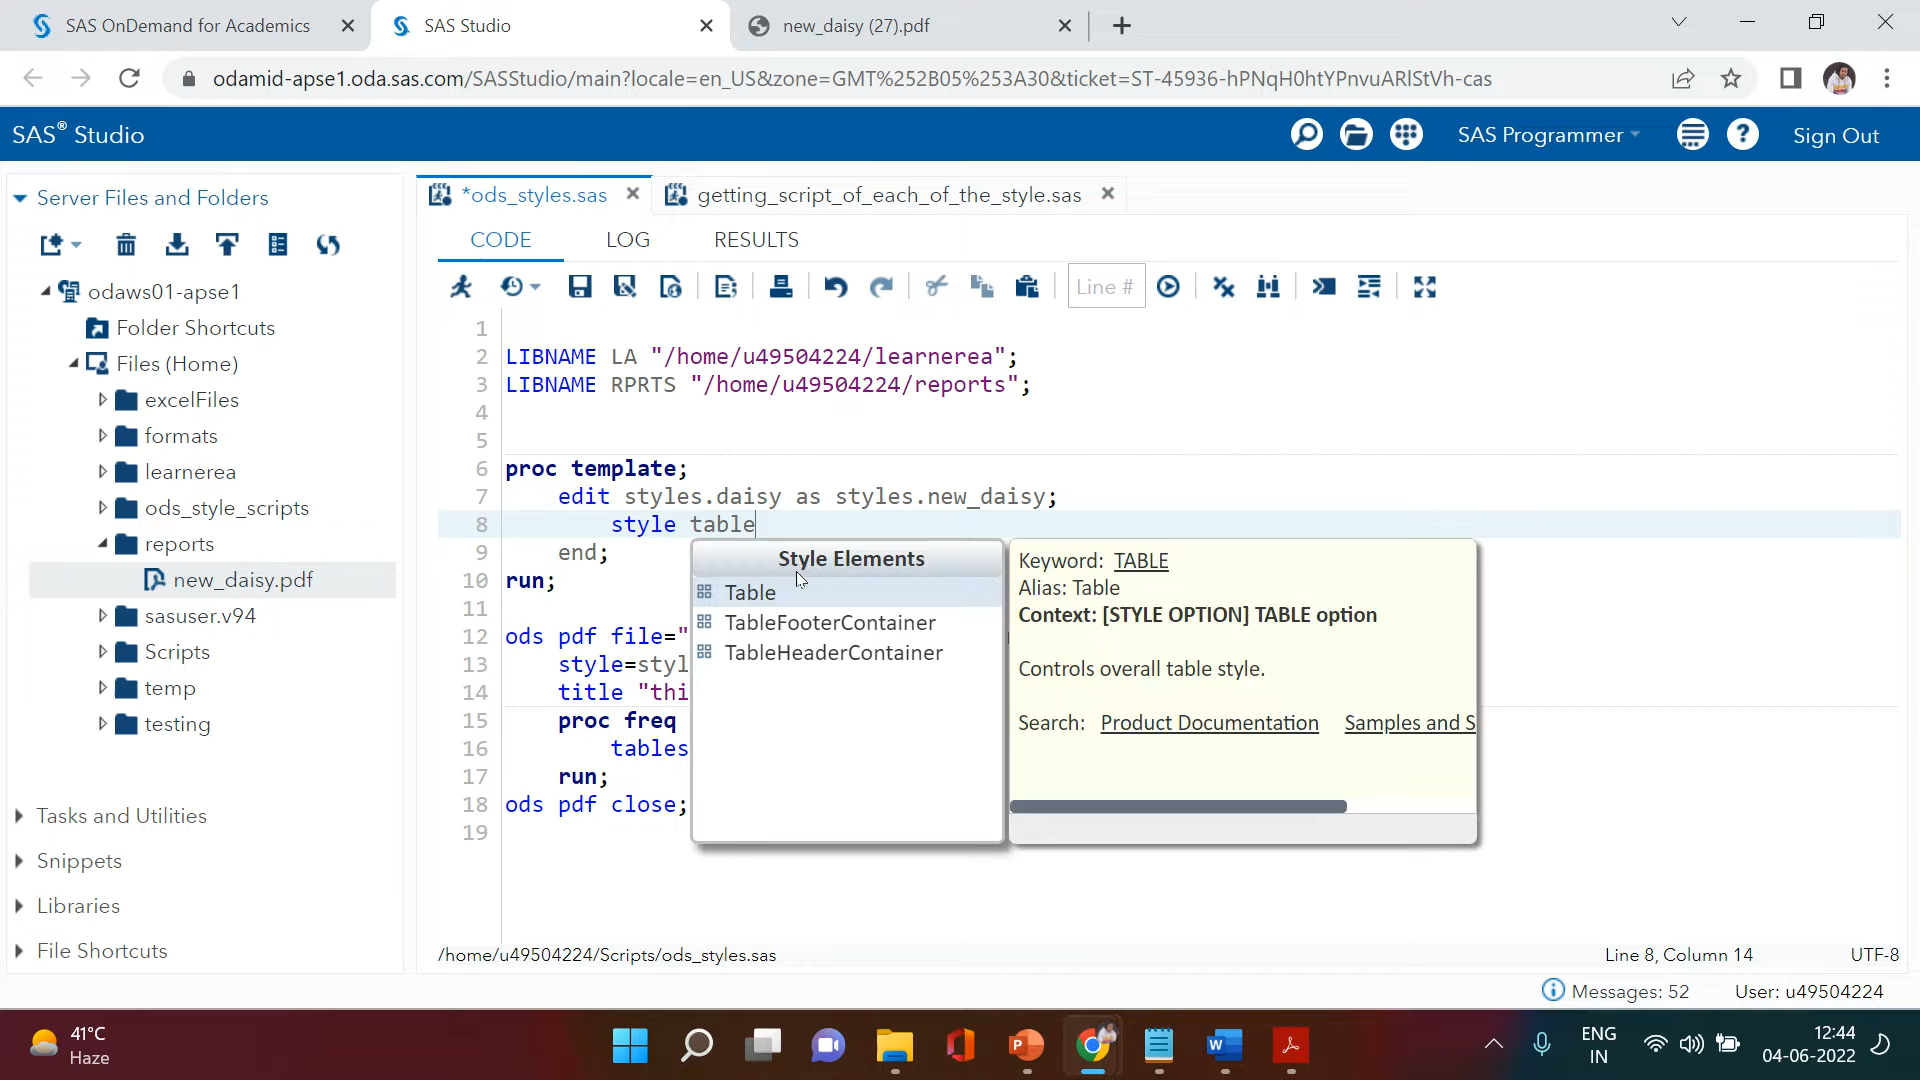 SAS OnDemand for Academics
SAS Studio
new_daisy (27).pdf
odamid-apse1.oda.sas.com/SASStudio/main?locale=en_US&zone=GMT%252B05%253A30&ticket=ST-45936-hPNqH0htYPnvuARlStVh-cas
SAS® Studio
SAS Programmer
Sign Out
Server Files and Folders
odaws01-apse1
Folder Shortcuts
Files (Home)
excelFiles
formats
learnerea
ods_style_scripts
reports
new_daisy.pdf
sasuser.v94
Scripts
temp
testing
Tasks and Utilities
Snippets
Libraries
File Shortcuts
*ods_styles.sas
getting_script_of_each_of_the_style.sas
CODE LOG RESULTS
Line #
1
2 LIBNAME LA "/home/u49504224/learnerea";
3 LIBNAME RPRTS "/home/u49504224/reports";
4
5
6 proc template;
7 edit styles.daisy as styles.new_daisy;
8 style table
9 end;
10 run;
11
12 ods pdf file="
13 style=styl
14 title "thi
15 proc freq
16 tables
17 run;
18 ods pdf close;
19
Style Elements
Table
TableFooterContainer
TableHeaderContainer
Keyword: TABLE
Alias: Table
Context: [STYLE OPTION] TABLE option
Controls overall table style.
Search: Product Documentation Samples and S
/home/u49504224/Scripts/ods_styles.sas
Line 8, Column 14
UTF-8
Messages: 52
User: u49504224
41°C
Haze
ENG
IN
12:44
04-06-2022